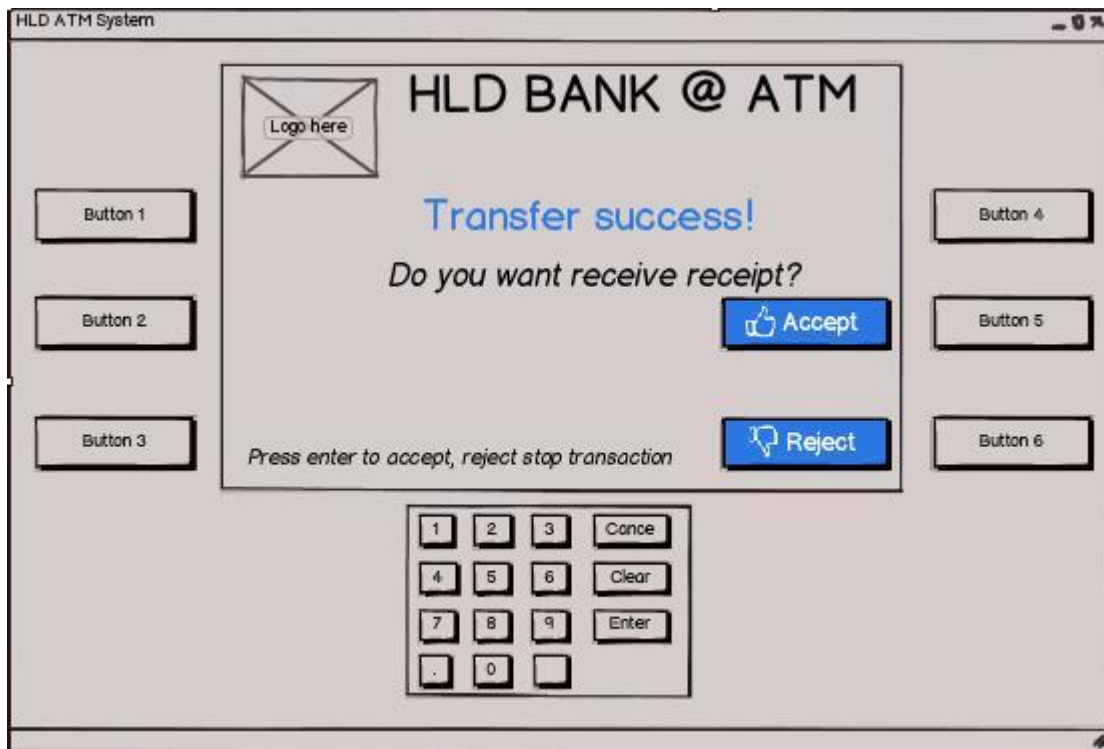 HLD ATM System
HLD BANK @ ATM
Logo here
Transfer success!
Button 1
Button 4
Do you want receive receipt?
Button 2
Accept
Button 5
Button 3
Reject
Button 6
Press enter to accept, reject stop transaction
1 2 3 Cance
4 5 6 Clear
7 8 9 Enter
. 0